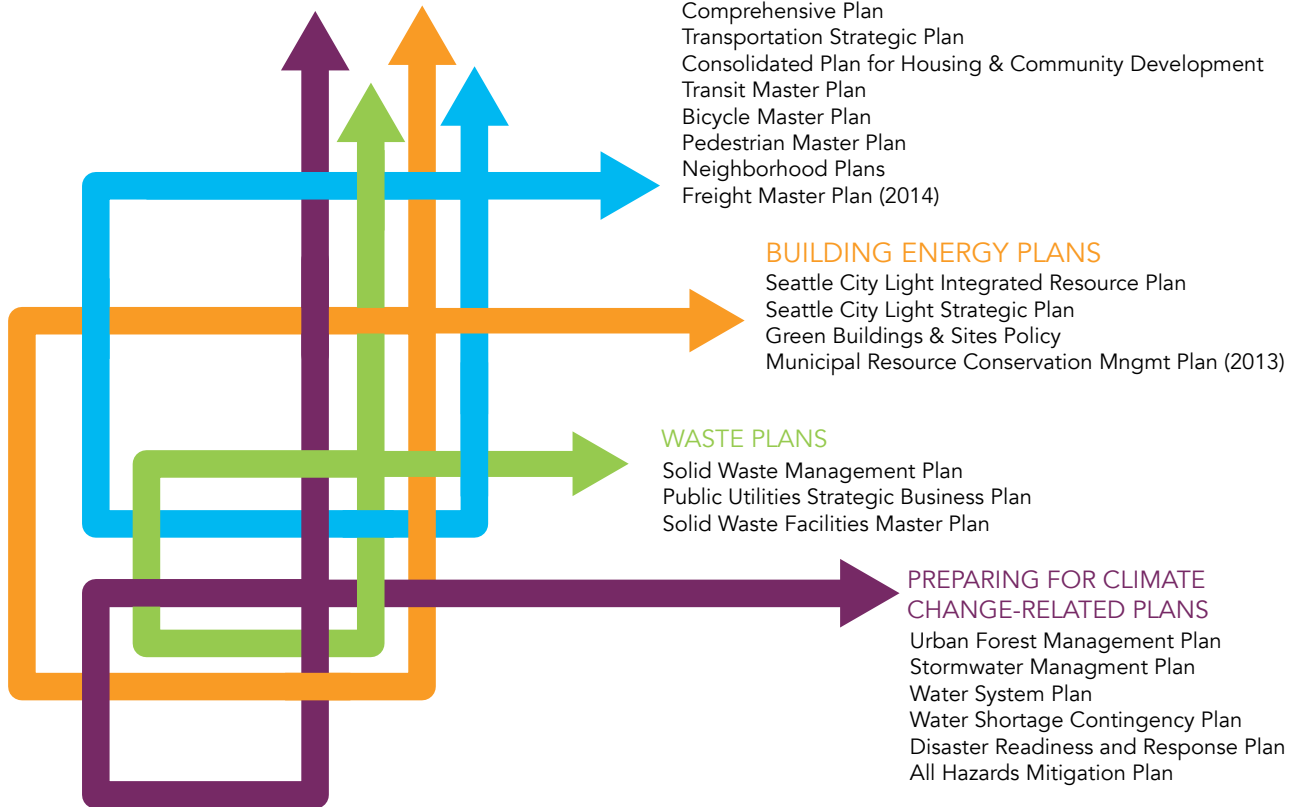 Comprehensive Plan
Transportation Strategic Plan
Consolidated Plan for Housing & Community Development
Transit Master Plan
Bicycle Master Plan
Pedestrian Master Plan
Neighborhood Plans
Freight Master Plan (2014)
BUILDING ENERGY PLANS
Seattle City Light Integrated Resource Plan
Seattle City Light Strategic Plan
Green Buildings & Sites Policy
Municipal Resource Conservation Mngmt Plan (2013)
WASTE PLANS
Solid Waste Management Plan
Public Utilities Strategic Business Plan
Solid Waste Facilities Master Plan
PREPARING FOR CLIMATE
CHANGE-RELATED PLANS
Urban Forest Management Plan
Stormwater Managment Plan
Water System Plan
Water Shortage Contingency Plan
Disaster Readiness and Response Plan
All Hazards Mitigation Plan